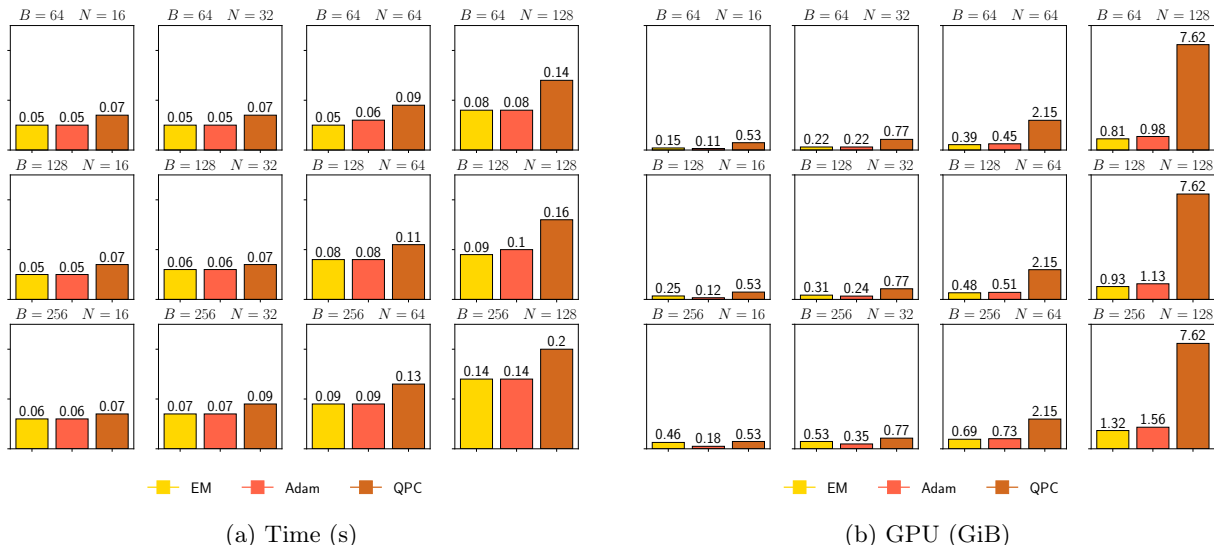 B = 64 N = 16 B = 64 N = 32 B = 64 N = 64 B = 64 N = 128
0.05 0.05 0.07 0.05 0.05 0.07 0.05 0.06 0.09 0.08 0.08 0.14
B = 128 N = 16 B = 128 N = 32 B = 128 N = 64 B = 128 N = 128
0.05 0.05 0.07 0.06 0.06 0.07 0.08 0.08 0.11 0.09 0.1 0.16
B = 256 N = 16 B = 256 N = 32 B = 256 N = 64 B = 256 N = 128
0.06 0.06 0.07 0.07 0.07 0.09 0.09 0.09 0.13 0.14 0.14 0.2
EM Adam QPC
(a) Time (s)
B = 64 N = 16 B = 64 N = 32 B = 64 N = 64 B = 64 N = 128
0.15 0.11 0.53 0.22 0.22 0.77 0.39 0.45 2.15 0.81 0.98 7.62
B = 128 N = 16 B = 128 N = 32 B = 128 N = 64 B = 128 N = 128
0.25 0.12 0.53 0.31 0.24 0.77 0.48 0.51 2.15 0.93 1.13 7.62
B = 256 N = 16 B = 256 N = 32 B = 256 N = 64 B = 256 N = 128
0.46 0.18 0.53 0.53 0.35 0.77 0.69 0.73 2.15 1.32 1.56 7.62
EM Adam QPC
(b) GPU (GiB)